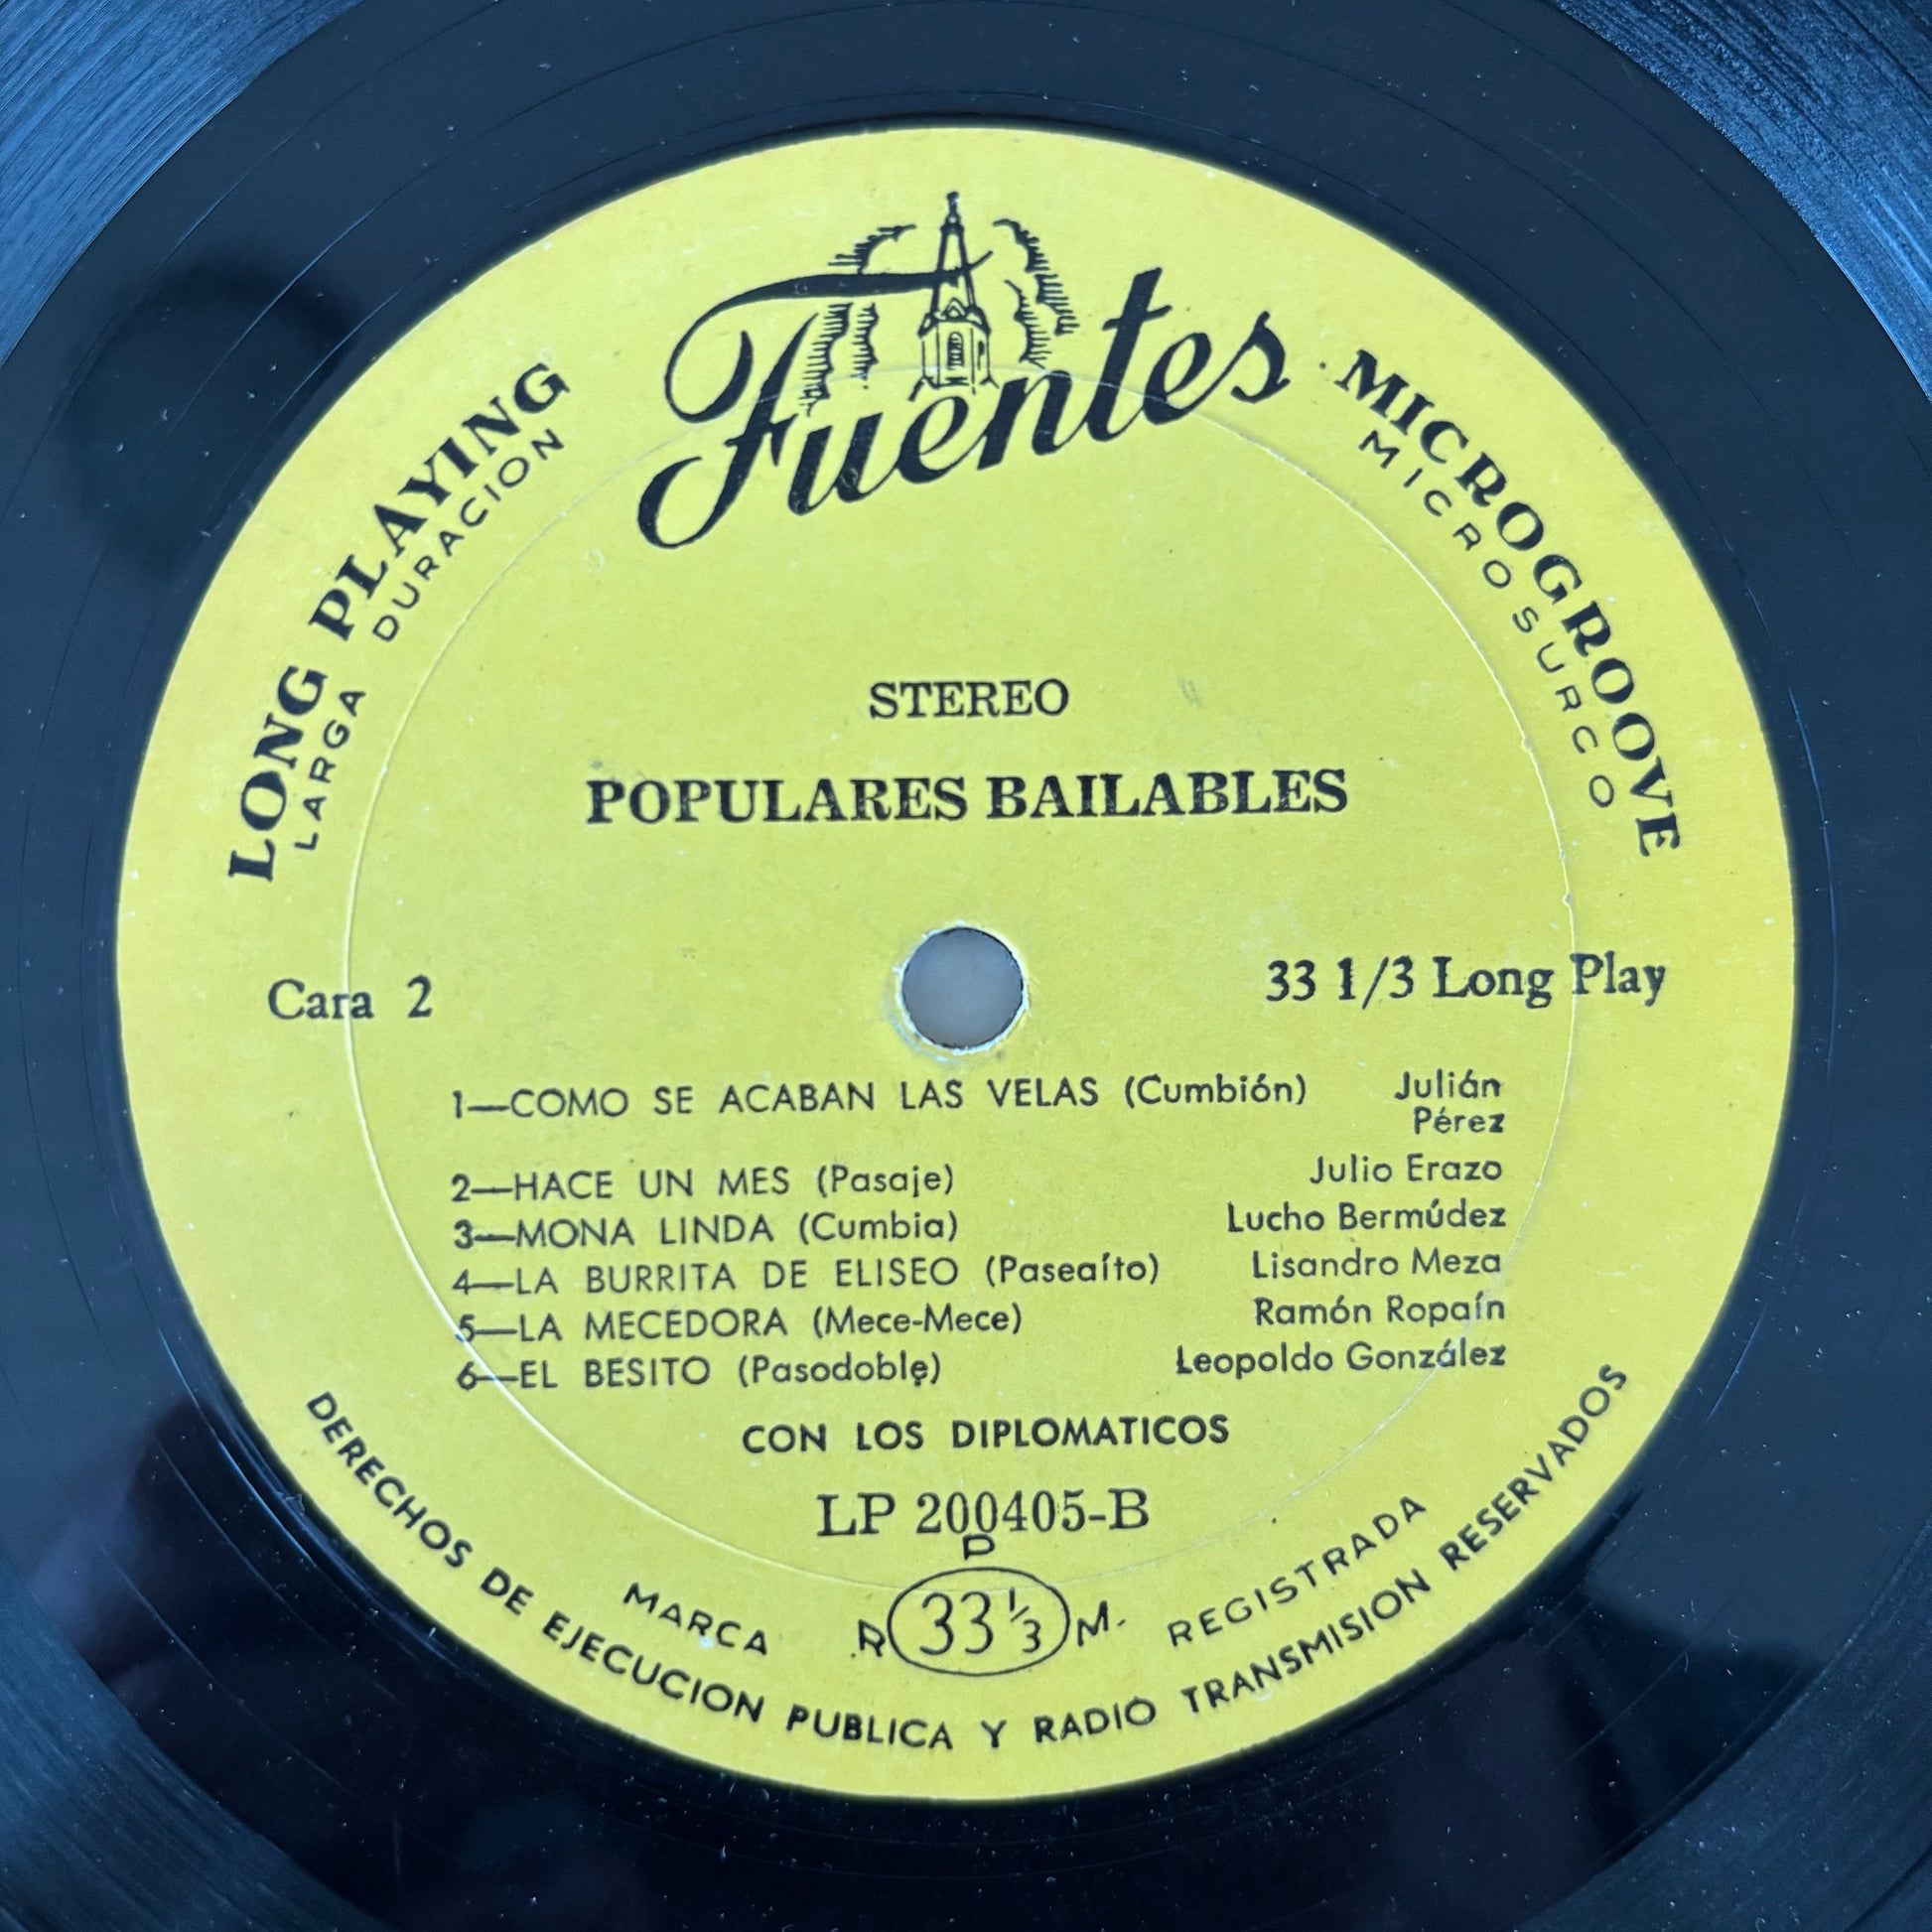 Fuentes
LONG PLAYING
LARGA DURACION
MICROGROOVE
MICROSURCO
STEREO
POPULARES BAILABLES
Cara 2
33 1/3 Long Play
1—COMO SE ACABAN LAS VELAS (Cumbión) Julián
Pérez
2—HACE UN MES (Pasaje) Julio Erazo
3—MONA LINDA (Cumbia) Lucho Bermúdez
4—LA BURRITA DE ELISEO (Paseaíto) Lisandro Meza
5—LA MECEDORA (Mece-Mece) Ramón Ropaín
6—EL BESITO (Pasodoble) Leopoldo González
CON LOS DIPLOMATICOS
LP 200405-B
P
R 33 1/3 M.
MARCA REGISTRADA
DERECHOS DE EJECUCION PUBLICA Y RADIO TRANSMISION RESERVADOS